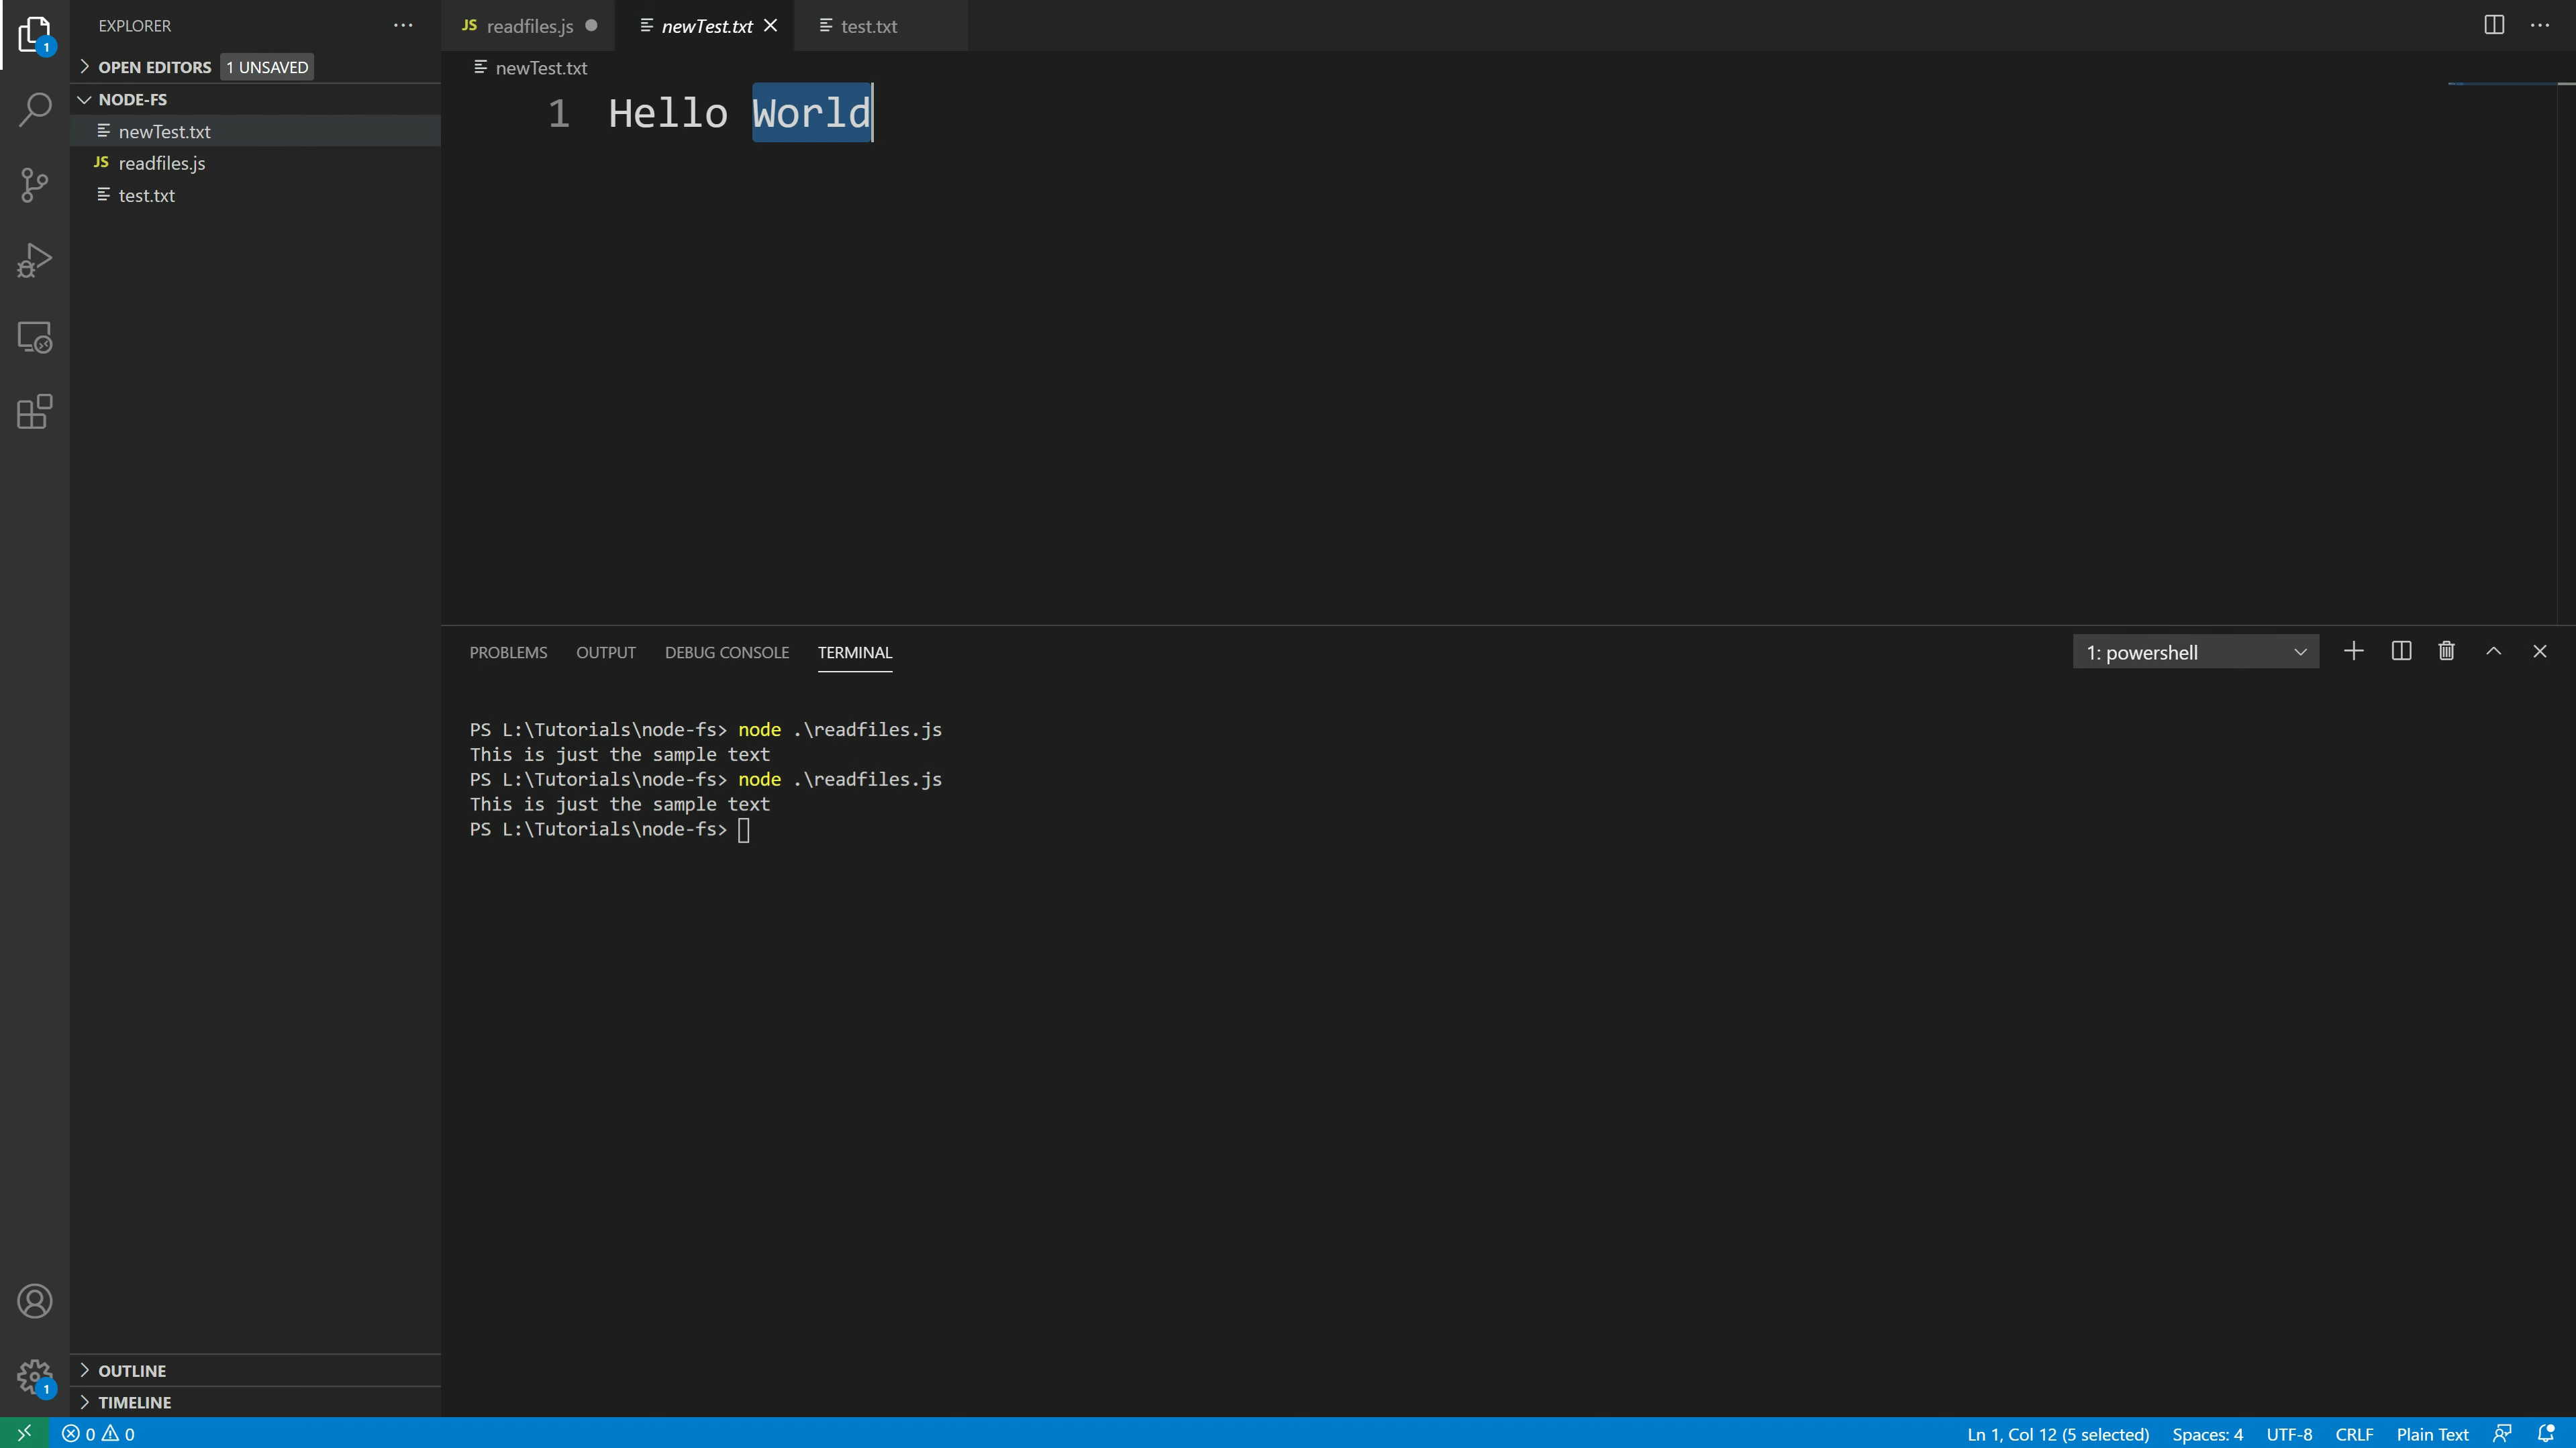 EXPLORER
OPEN EDITORS 1 UNSAVED
NODE-FS
newTest.txt
JS readfiles.js
test.txt
OUTLINE
TIMELINE
1
1
JS readfiles.js newTest.txt test.txt
newTest.txt
1 Hello World
PROBLEMS OUTPUT DEBUG CONSOLE TERMINAL 1: powershell
PS L:\Tutorials\node-fs> node .\readfiles.js
This is just the sample text
PS L:\Tutorials\node-fs> node .\readfiles.js
This is just the sample text
PS L:\Tutorials\node-fs>
0 0 Ln 1, Col 12 (5 selected) Spaces: 4 UTF-8 CRLF Plain Text